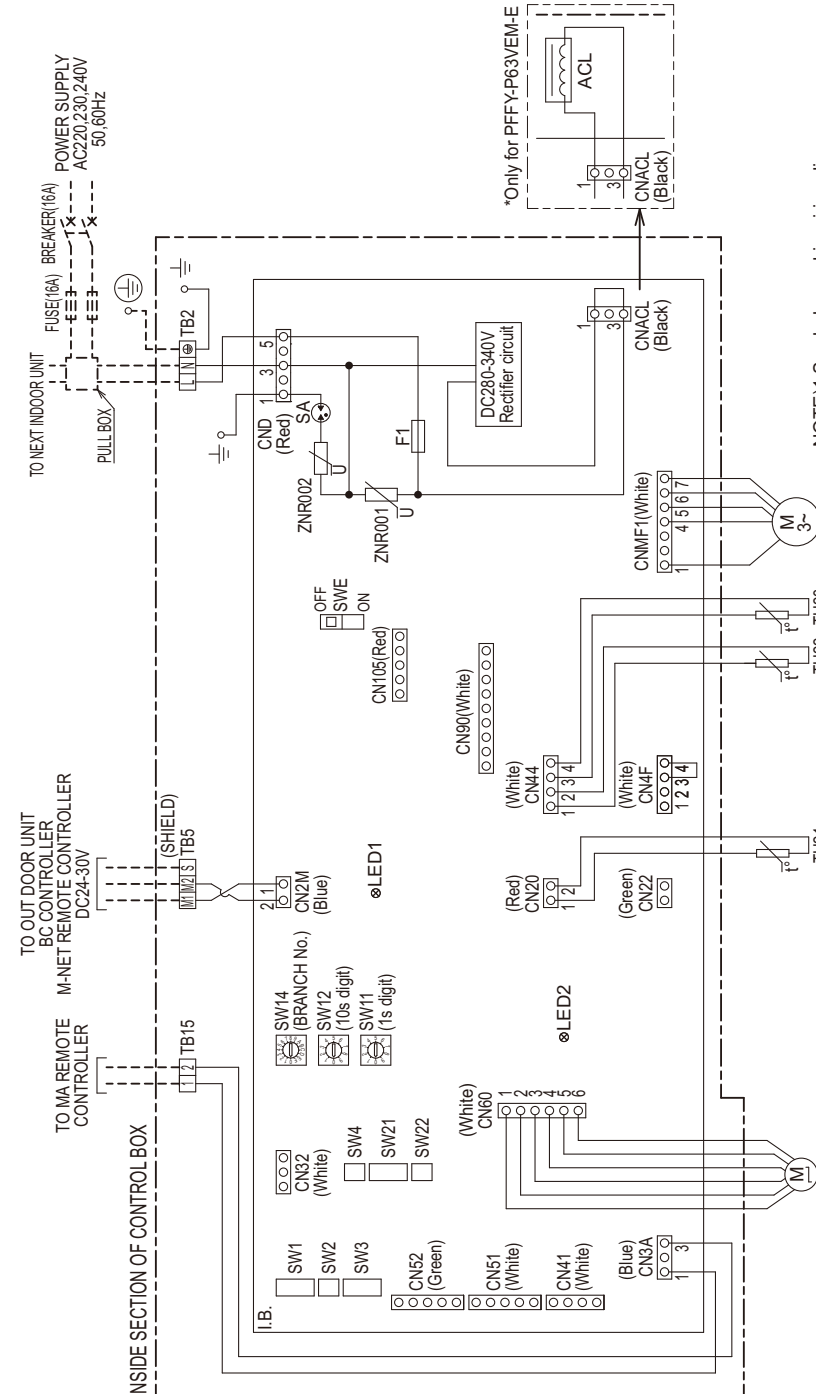 *Only for PFFY-P63VEM-E
ACL
1
3
CNACL
(Black)
POWER SUPPLY
AC220,230,240V
50,60Hz
BREAKER(16A)
FUSE(16A)
TO NEXT INDOOR UNIT
PULL BOX
TB2
L N
1 3 5
CND
(Red)
SA
ZNR002
U
ZNR001
U
F1
DC280-340V
Rectifier circuit
1
3
CNACL
(Black)
OFF
SWE
ON
CN105(Red)
CN90(White)
CNMF1(White)
1 4 5 6 7
M
3~
TO OUT DOOR UNIT
BC CONTROLLER
M-NET REMOTE CONTROLLER
DC24-30V
(SHIELD)
TB5
M1 M2 S
2 1
CN2M
(Blue)
LED1
(White)
CN44
1 2 3 4
(White)
CN4F
1 2 3 4
t°
t°
(Red)
CN20
1 2
(Green)
CN22
t°
TO MA REMOTE
CONTROLLER
TB15
1 2
SW14
(BRANCH No.)
SW12
(10s digit)
SW11
(1s digit)
LED2
CN32
(White)
SW4
SW21
SW22
(White)
CN60
1
2
3
4
5
6
M
NSIDE SECTION OF CONTROL BOX
I.B.
SW1
SW2
SW3
CN52
(Green)
CN51
(White)
CN41
(White)
(Blue)
CN3A
1 3